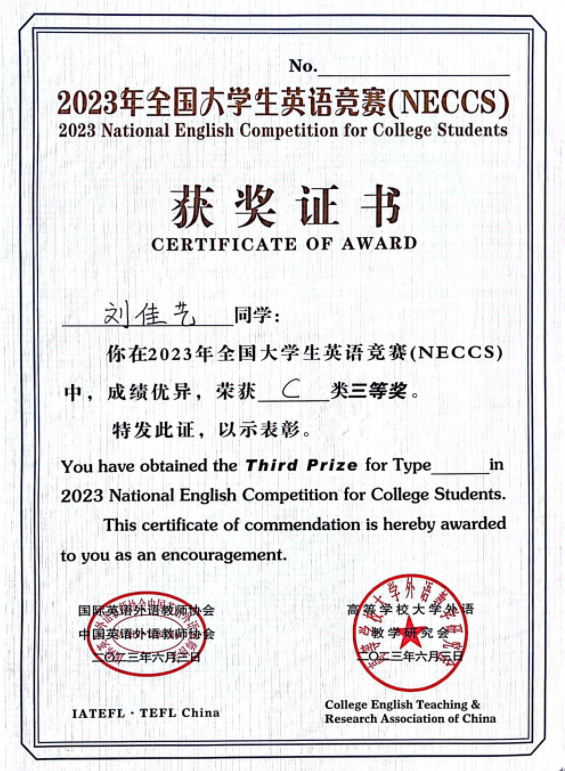 No.
2023年全国大学生英语竞赛(NECCS)
2023 National English Competition for College Students
获奖证书
CERTIFICATE OF AWARD
刘佳艺 同学:
你在2023年全国大学生英语竞赛(NECCS)
中，成绩优异，荣获 C 类三等奖。
特发此证，以示表彰。
You have obtained the Third Prize for Type in
2023 National English Competition for College Students.
This certificate of commendation is hereby awarded
to you as an encouragement.
国际英语外语教师协会
中国英语外语教师协会
二〇二三年六月三日
IATEFL · TEFL China
高等学校大学外语
教学研究会
二〇二三年六月三日
College English Teaching &
Research Association of China